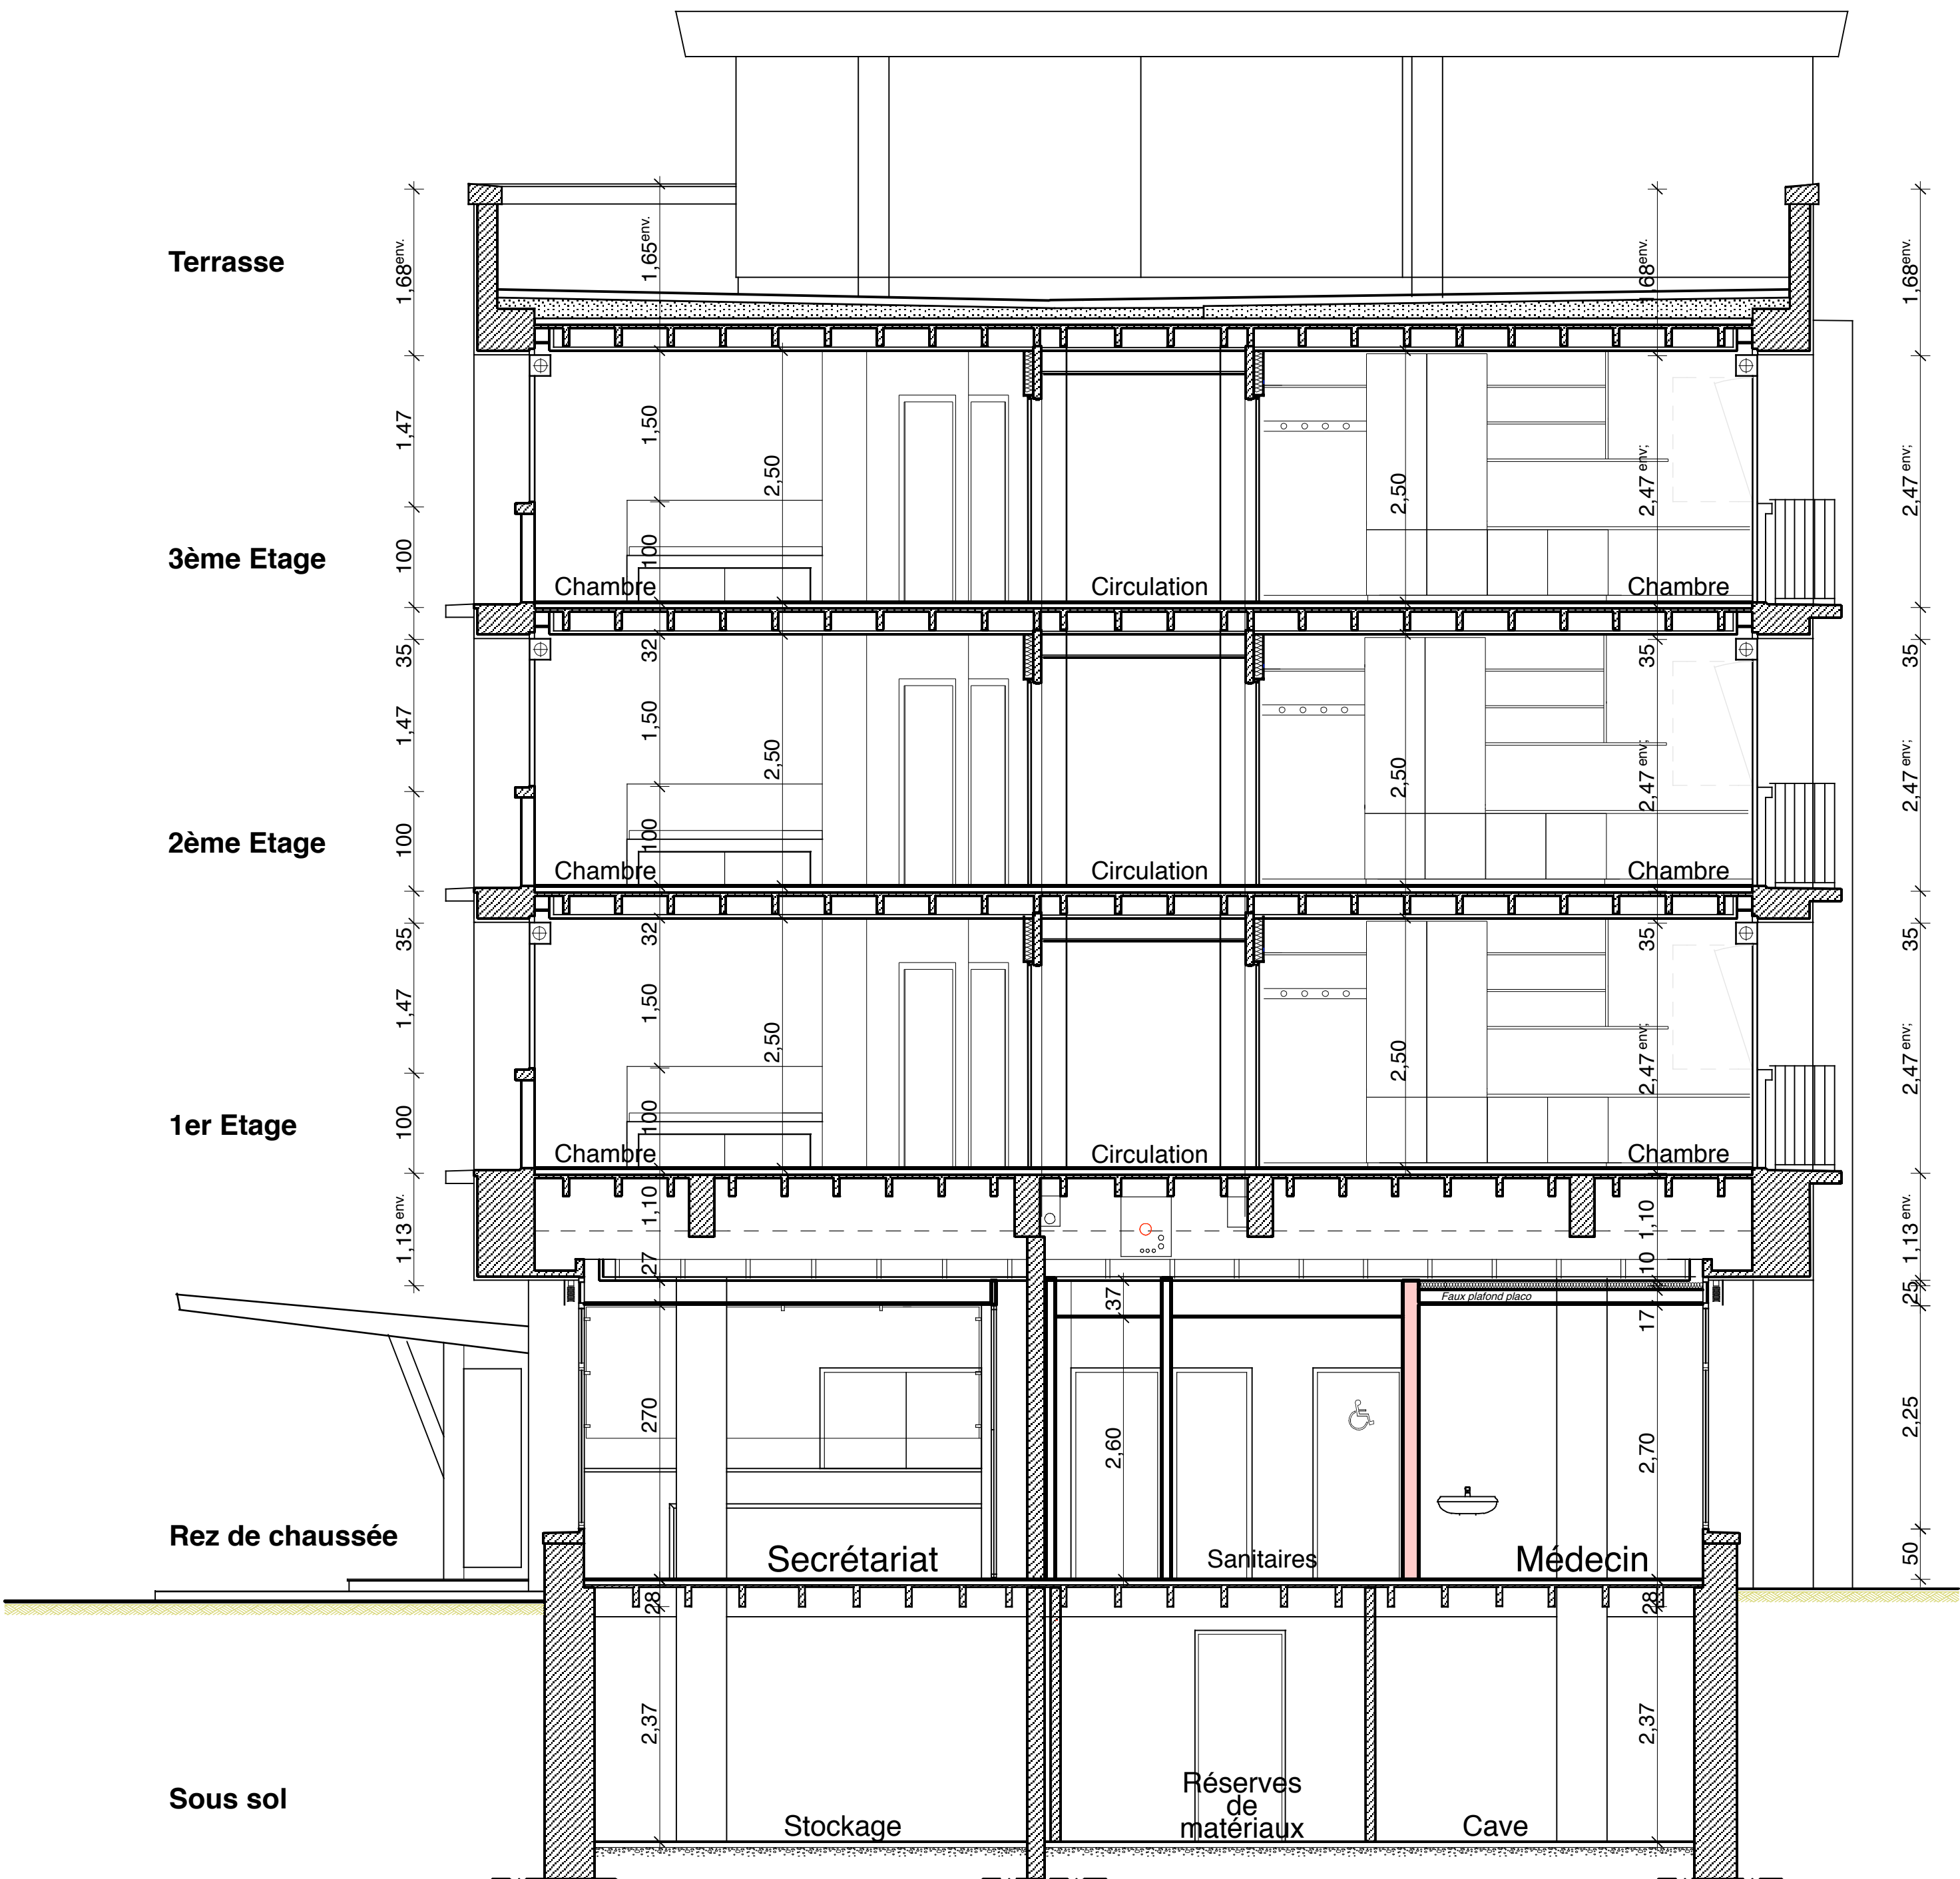 1,68env.
1,65env.
1,68env.
1,68env.
Terrasse
1,47
1,50
2,50
2,50
2,47 env;
2,47 env;
3ème Etage
100
100
Chambre
Circulation
Chambre
35
32
35
35
1,47
1,50
2,50
2,50
2,47 env;
2,47 env;
2ème Etage
100
100
Chambre
Circulation
Chambre
35
32
35
35
1,47
1,50
2,50
2,50
2,47 env;
2,47 env;
1er Etage
100
100
Chambre
Circulation
Chambre
1,13 env.
1,10
1,10
1,13 env.
27
10
25
37
Faux plafond placo
17
270
2,60
2,70
2,25
Rez de chaussée
Secrétariat
Sanitaires
Médecin
50
28
28
2,37
2,37
Sous sol
Stockage
Réserves
de
matériaux
Cave